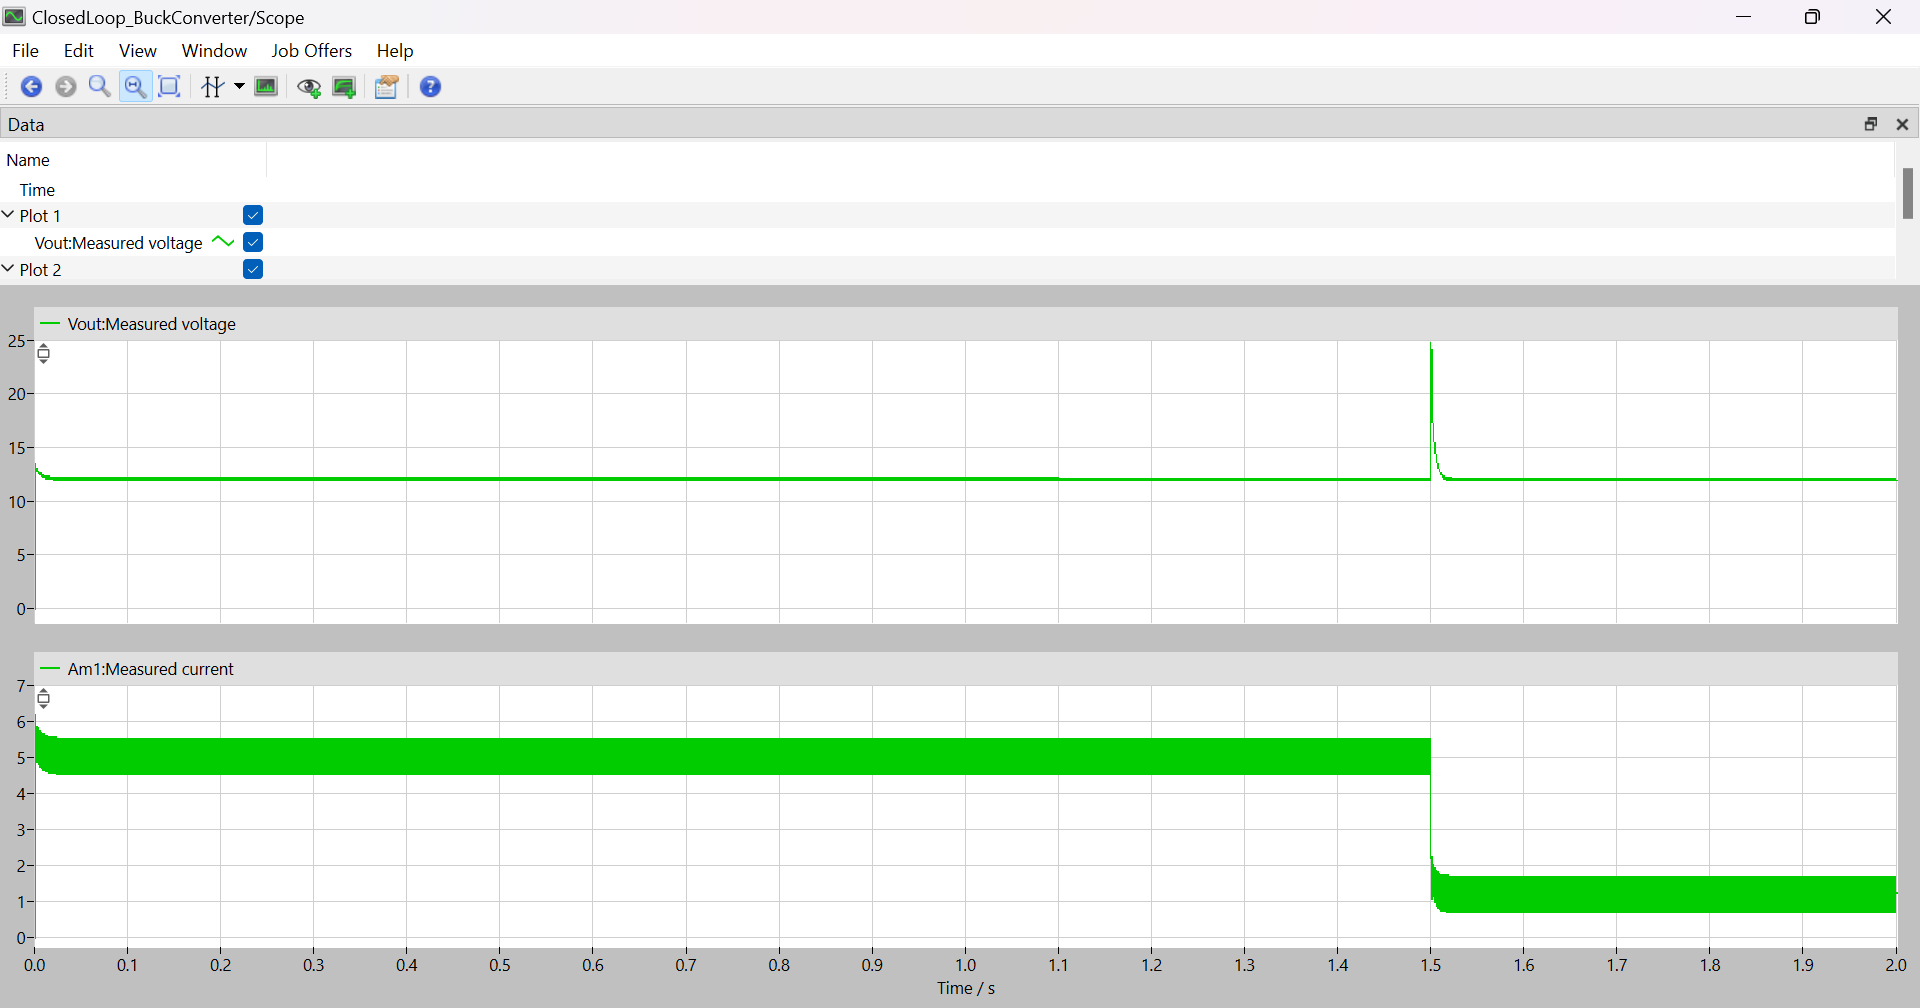 ClosedLoop_BuckConverter/Scope
File Edit View Window Job Offers Help
Data
Name
Time
Plot 1
Vout:Measured voltage
Plot 2
Vout:Measured voltage
25
20
15
10
5
0
Am1:Measured current
7
6
5
4
3
2
1
0
0.0 0.1 0.2 0.3 0.4 0.5 0.6 0.7 0.8 0.9 1.0 1.1 1.2 1.3 1.4 1.5 1.6 1.7 1.8 1.9 2.0
Time / s